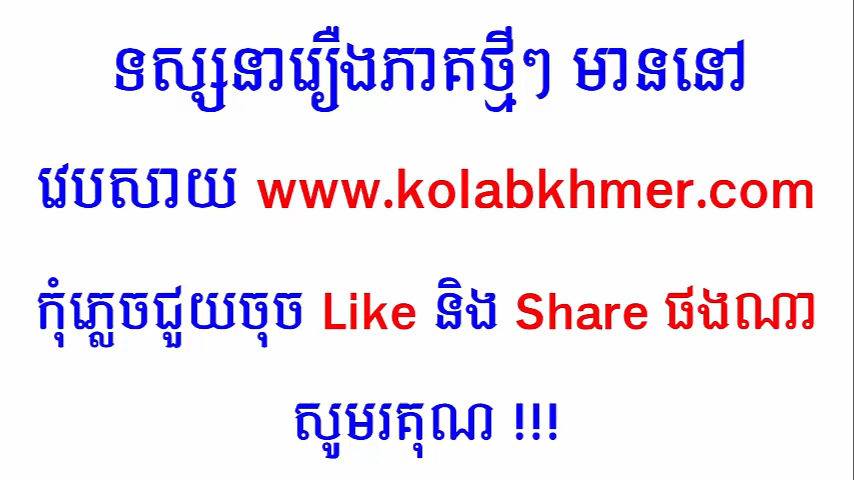 ទស្សនារឿងភាគថ្មីៗ មាននៅ
វេបសាយ www.kolabkhmer.com
កុំភ្លេចជួយចុច Like និង Share ផងណា
សូមរគុណ !!!